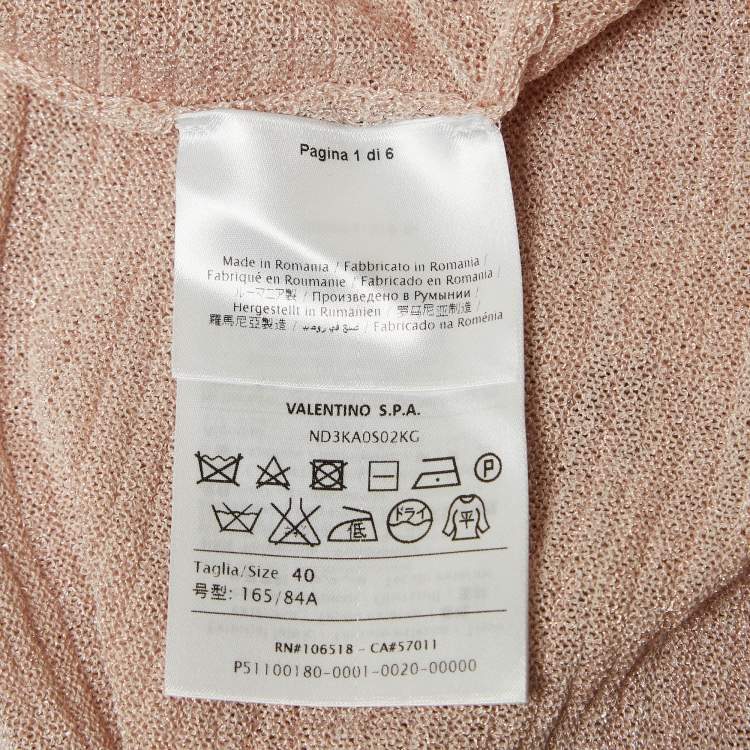 Pagina 1 di 6
Made in Romania / Fabbricato in Romania /
Fabriqué en Roumanie / Fabricado en Romania /
ルーマニア製 / Произведено в Румынии /
Hergestellt in Rumänien / 罗马尼亚制造 /
羅馬尼亞製造 / صنع في رومانيا / Fabricado na Roménia
VALENTINO S.P.A.
ND3KA0S02KG
P
低 ドライ 平
Taglia/Size 40
号型: 165/84A
RN#106518 - CA#57011
P51100180-0001-0020-00000